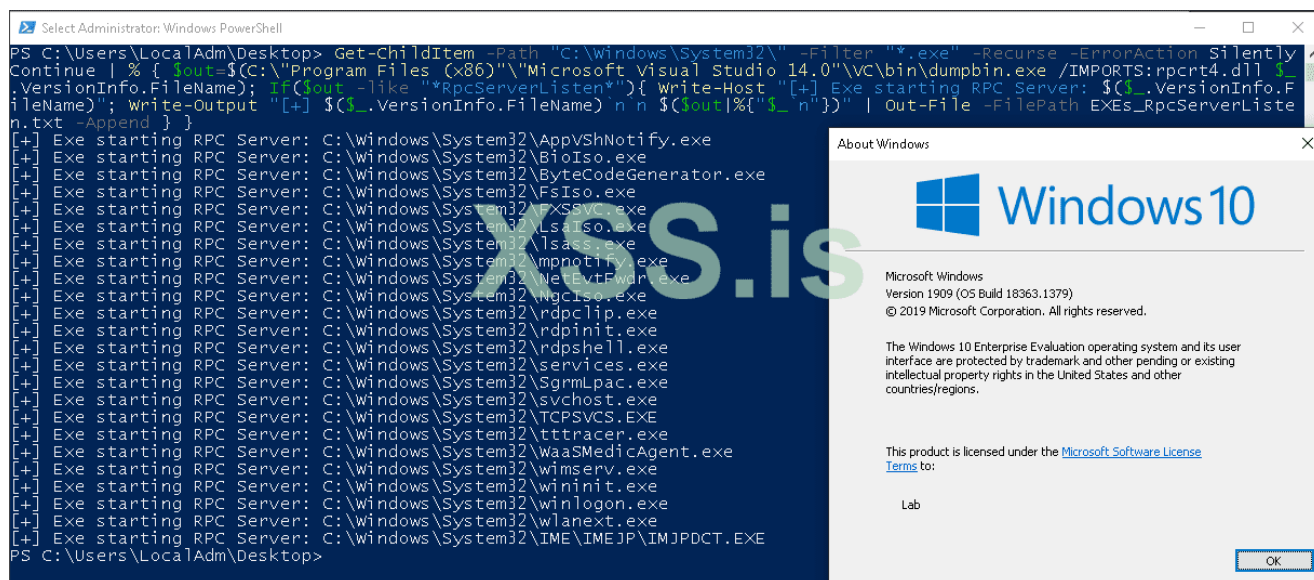 Select Administrator: Windows PowerShell
PS C:\Users\LocalAdm\Desktop> Get-ChildItem -Path "C:\Windows\System32\" -Filter "*.exe" -Recurse -ErrorAction Silently
Continue | % { $out=$(C:\"Program Files (x86)"\"Microsoft Visual Studio 14.0"\VC\bin\dumpbin.exe /IMPORTS:rpcrt4.dll $_
.VersionInfo.FileName); If($out -like "*RpcServerListen*"){ Write-Host "[+] Exe starting RPC Server: $($_.VersionInfo.F
ileName)"; Write-Output "[+] $($_.VersionInfo.FileName)`n`n $($out|%{"$_`n"})" | Out-File -FilePath EXEs_RpcServerListe
n.txt -Append } }
[+] Exe starting RPC Server: C:\Windows\System32\AppVShNotify.exe
[+] Exe starting RPC Server: C:\Windows\System32\BioIso.exe
[+] Exe starting RPC Server: C:\Windows\System32\ByteCodeGenerator.exe
[+] Exe starting RPC Server: C:\Windows\System32\FsIso.exe
[+] Exe starting RPC Server: C:\Windows\System32\FXSSVC.exe
[+] Exe starting RPC Server: C:\Windows\System32\LsaIso.exe
[+] Exe starting RPC Server: C:\Windows\System32\lsass.exe
[+] Exe starting RPC Server: C:\Windows\System32\mpnotify.exe
[+] Exe starting RPC Server: C:\Windows\System32\NetEvtFwdr.exe
[+] Exe starting RPC Server: C:\Windows\System32\NgcIso.exe
[+] Exe starting RPC Server: C:\Windows\System32\rdpclip.exe
[+] Exe starting RPC Server: C:\Windows\System32\rdpinit.exe
[+] Exe starting RPC Server: C:\Windows\System32\rdpshell.exe
[+] Exe starting RPC Server: C:\Windows\System32\services.exe
[+] Exe starting RPC Server: C:\Windows\System32\SgrmLpac.exe
[+] Exe starting RPC Server: C:\Windows\System32\svchost.exe
[+] Exe starting RPC Server: C:\Windows\System32\TCPSVCS.EXE
[+] Exe starting RPC Server: C:\Windows\System32\tttracer.exe
[+] Exe starting RPC Server: C:\Windows\System32\WaaSMedicAgent.exe
[+] Exe starting RPC Server: C:\Windows\System32\wimserv.exe
[+] Exe starting RPC Server: C:\Windows\System32\wininit.exe
[+] Exe starting RPC Server: C:\Windows\System32\winlogon.exe
[+] Exe starting RPC Server: C:\Windows\System32\wlanext.exe
[+] Exe starting RPC Server: C:\Windows\System32\IME\IMEJP\IMJPDCT.EXE
PS C:\Users\LocalAdm\Desktop>
XSS.is
About Windows
Windows 10
Microsoft Windows
Version 1909 (OS Build 18363.1379)
© 2019 Microsoft Corporation. All rights reserved.
The Windows 10 Enterprise Evaluation operating system and its user
interface are protected by trademark and other pending or existing
intellectual property rights in the United States and other
countries/regions.
This product is licensed under the Microsoft Software License
Terms to:
Lab
OK